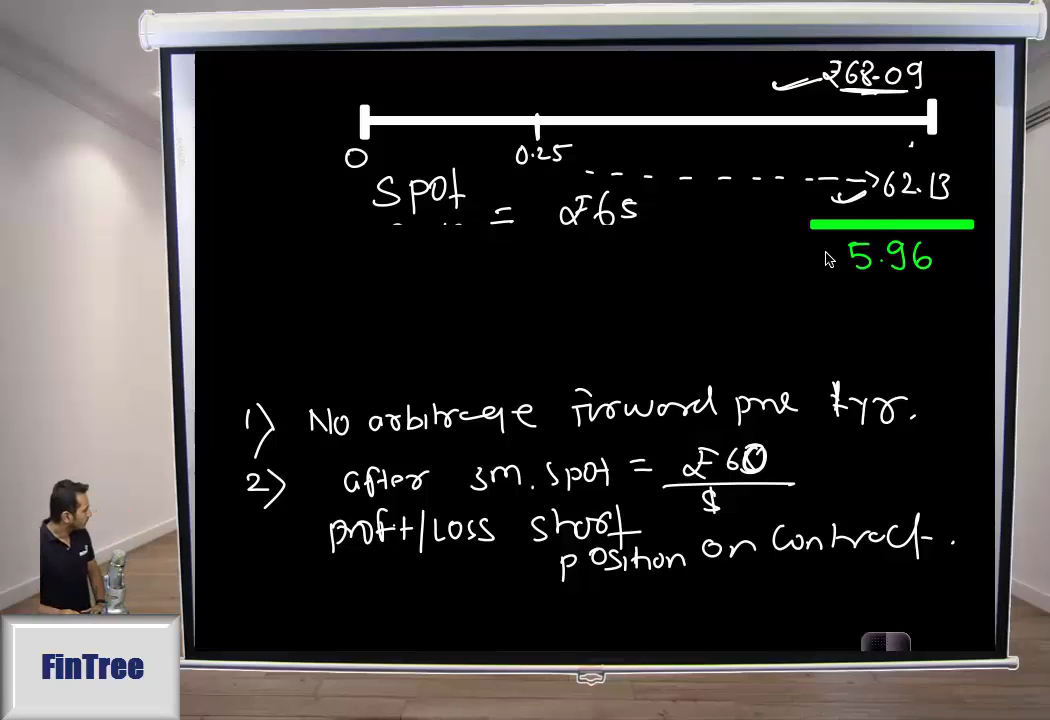 ₹68.09
0
0.25
62.13
Spot
= ₹65
5.96
1) No arbitrage forward price 1yr.
2) after 3m. spot = ₹60
$
profit/Loss short
position on contract.
FinTree